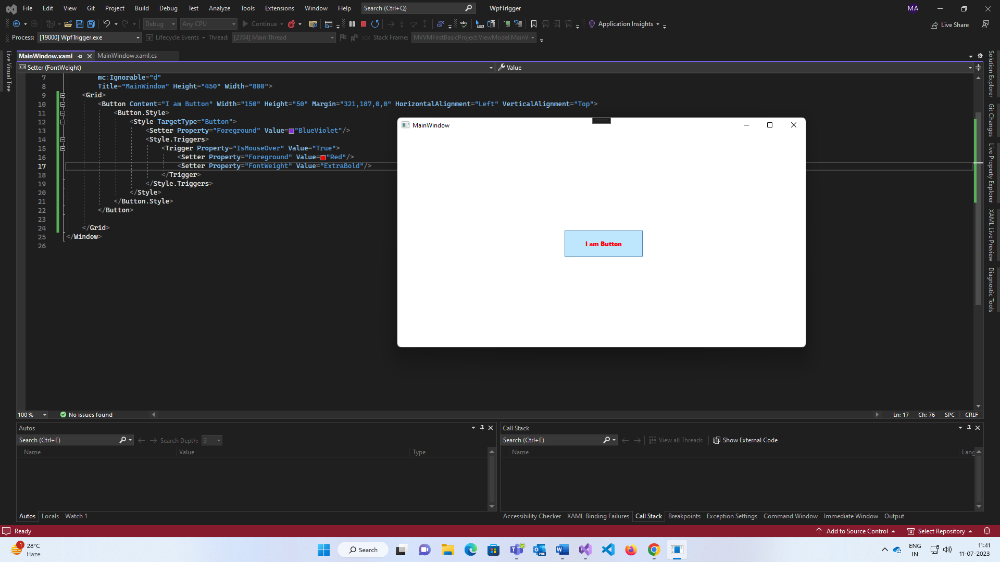 File Edit View Git Project Build Debug Test Analyze Tools Extensions Window Help Search (Ctrl+Q) WpfTrigger MA
Debug Any CPU Continue Application Insights Live Share
Process: [19000] WpfTrigger.exe Lifecycle Events Thread: [2704] Main Thread Stack Frame: MVVMFirstBasicProject.ViewModel.MainV
MainWindow.xaml MainWindow.xaml.cs
Setter (FontWeight) Value
Live Visual Tree
7 mc:Ignorable="d"
8 Title="MainWindow" Height="450" Width="800">
9 <Grid>
10 <Button Content="I am Button" Width="150" Height="50" Margin="321,187,0,0" HorizontalAlignment="Left" VerticalAlignment="Top">
11 <Button.Style>
12 <Style TargetType="Button">
13 <Setter Property="Foreground" Value="BlueViolet"/>
14 <Style.Triggers>
15 <Trigger Property="IsMouseOver" Value="True">
16 <Setter Property="Foreground" Value="Red"/>
17 <Setter Property="FontWeight" Value="ExtraBold"/>
18 </Trigger>
19 </Style.Triggers>
20 </Style>
21 </Button.Style>
22 </Button>
23
24 </Grid>
25 </Window>
26
MainWindow
I am Button
Solution Explorer
Git Changes
Live Property Explorer
XAML Live Preview
Diagnostic Tools
100 % No issues found Ln: 17 Ch: 76 SPC CRLF
Autos
Search (Ctrl+E) Search Depth: 3
Name Value Type
Autos Locals Watch 1
Call Stack
Search (Ctrl+E) View all Threads Show External Code
Name Lang
Accessibility Checker XAML Binding Failures Call Stack Breakpoints Exception Settings Command Window Immediate Window Output
Ready Add to Source Control Select Repository
1 28°C
Haze
Search
PRE
ENG
IN
11:41
11-07-2023